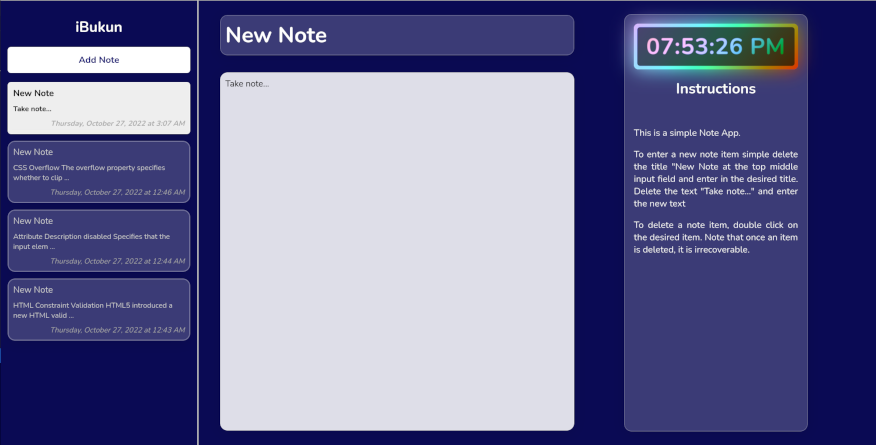 iBukun
Add Note
New Note
Take note...
Thursday, October 27, 2022 at 3:07 AM
New Note
CSS Overflow The overflow property specifies
whether to clip ...
Thursday, October 27, 2022 at 12:46 AM
New Note
Attribute Description disabled Specifies that the
input elem ...
Thursday, October 27, 2022 at 12:44 AM
New Note
HTML Constraint Validation HTML5 introduced a
new HTML valid ...
Thursday, October 27, 2022 at 12:43 AM
New Note
Take note...
07:53:26 PM
Instructions
This is a simple Note App.
To enter a new note item simple delete
the title "New Note at the top middle
input field and enter in the desired title.
Delete the text "Take note..." and enter
the new text
To delete a note item, double click on
the desired item. Note that once an item
is deleted, it is irrecoverable.